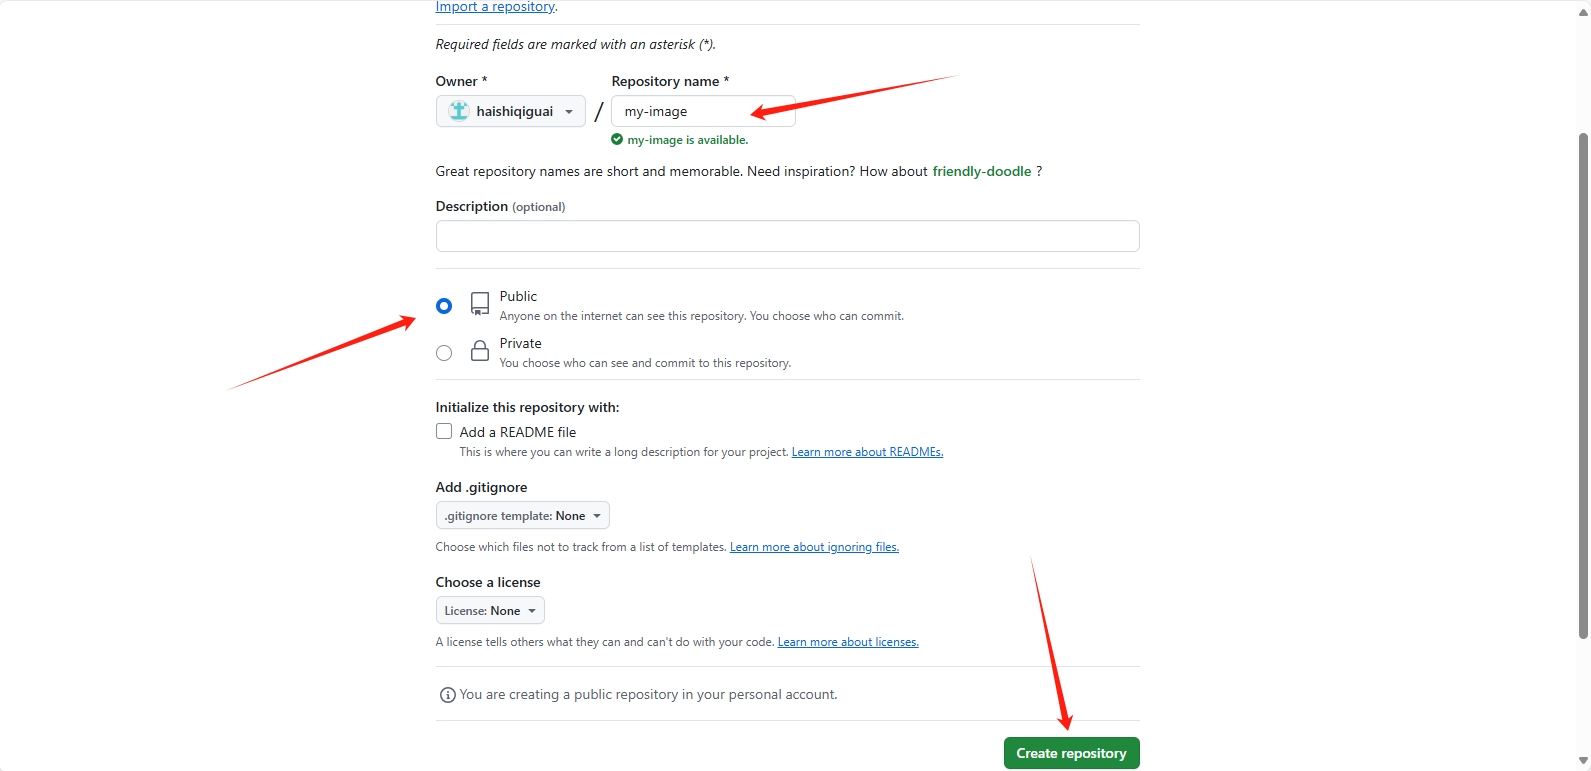 Import a repository.
Required fields are marked with an asterisk (*).
Owner * Repository name *
haishiqiguai / my-image
my-image is available.
Great repository names are short and memorable. Need inspiration? How about friendly-doodle ?
Description (optional)
Public
Anyone on the internet can see this repository. You choose who can commit.
Private
You choose who can see and commit to this repository.
Initialize this repository with:
Add a README file
This is where you can write a long description for your project. Learn more about READMEs.
Add .gitignore
.gitignore template: None
Choose which files not to track from a list of templates. Learn more about ignoring files.
Choose a license
License: None
A license tells others what they can and can't do with your code. Learn more about licenses.
You are creating a public repository in your personal account.
Create repository